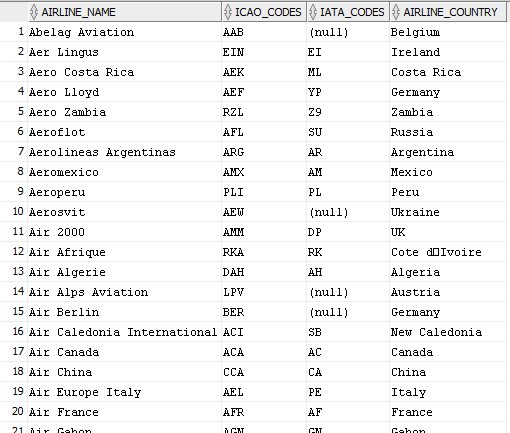 AIRLINE_NAME ICAO_CODES IATA_CODES AIRLINE_COUNTRY
1 Abelag Aviation AAB (null) Belgium
2 Aer Lingus EIN EI Ireland
3 Aero Costa Rica AEK ML Costa Rica
4 Aero Lloyd AEF YP Germany
5 Aero Zambia RZL Z9 Zambia
6 Aeroflot AFL SU Russia
7 Aerolineas Argentinas ARG AR Argentina
8 Aeromexico AMX AM Mexico
9 Aeroperu PLI PL Peru
10 Aerosvit AEW (null) Ukraine
11 Air 2000 AMM DP UK
12 Air Afrique RKA RK Cote d□Ivoire
13 Air Algerie DAH AH Algeria
14 Air Alps Aviation LPV (null) Austria
15 Air Berlin BER (null) Germany
16 Air Caledonia International ACI SB New Caledonia
17 Air Canada ACA AC Canada
18 Air China CCA CA China
19 Air Europe Italy AEL PE Italy
20 Air France AFR AF France
21 Air Gabon AGN GN Gabon